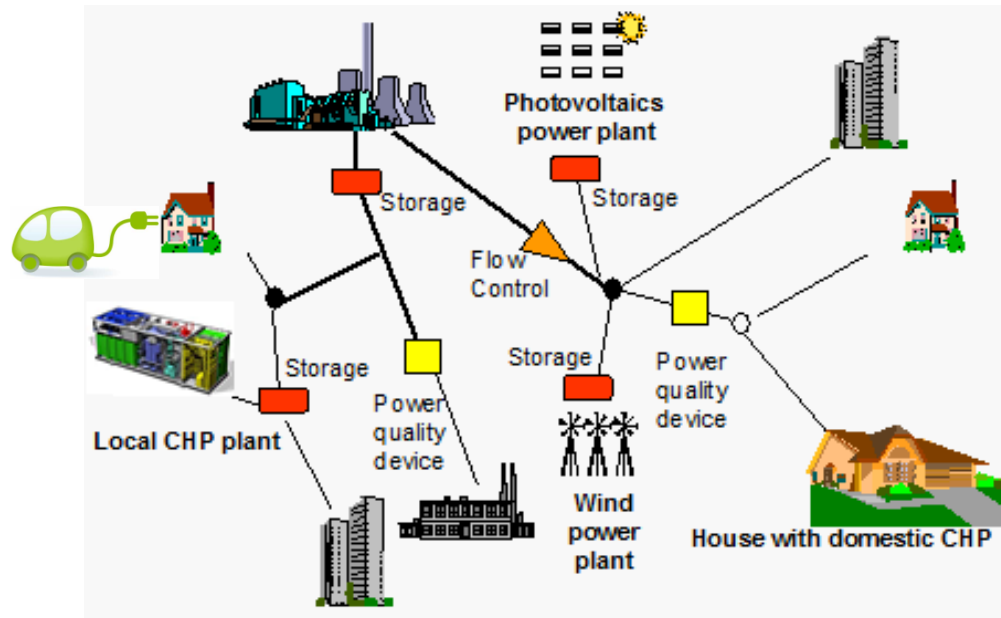 Photovoltaics
power plant
Storage
Storage
Flow
Control
Storage
Storage
Power
quality
device
Power
quality
device
Local CHP plant
Wind
power
plant
House with domestic CHP